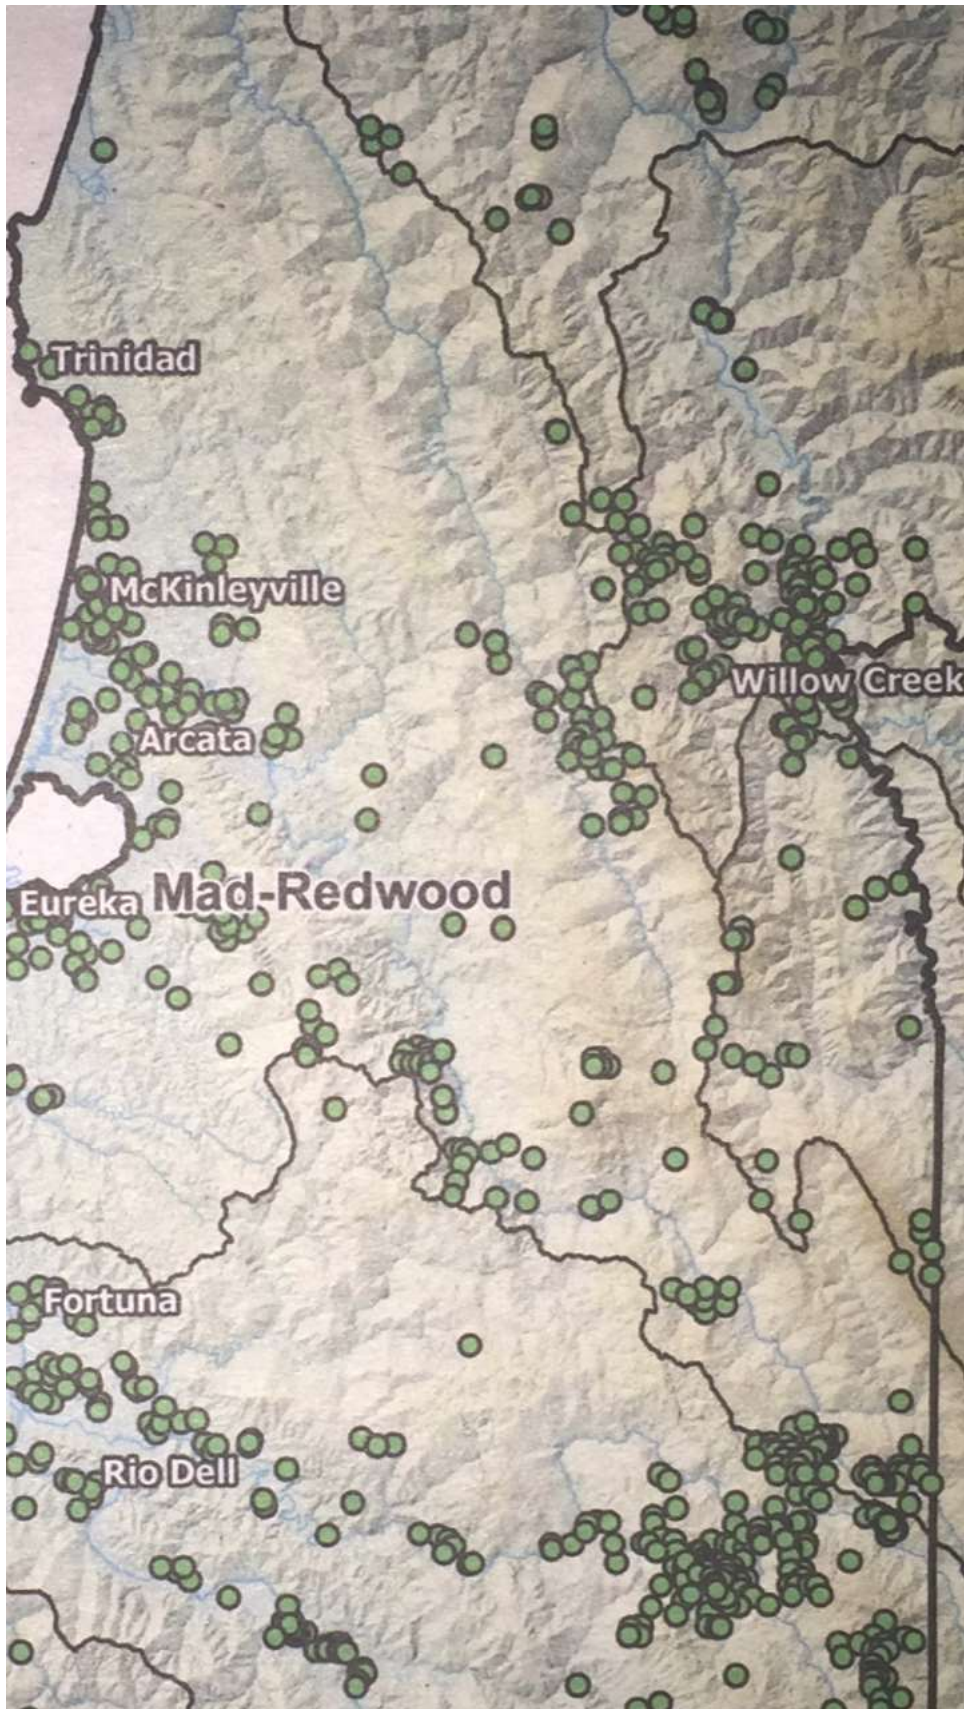 Trinidad
McKinleyville
Willow Creek
Arcata
Eureka
Mad-Redwood
Fortuna
Rio Dell